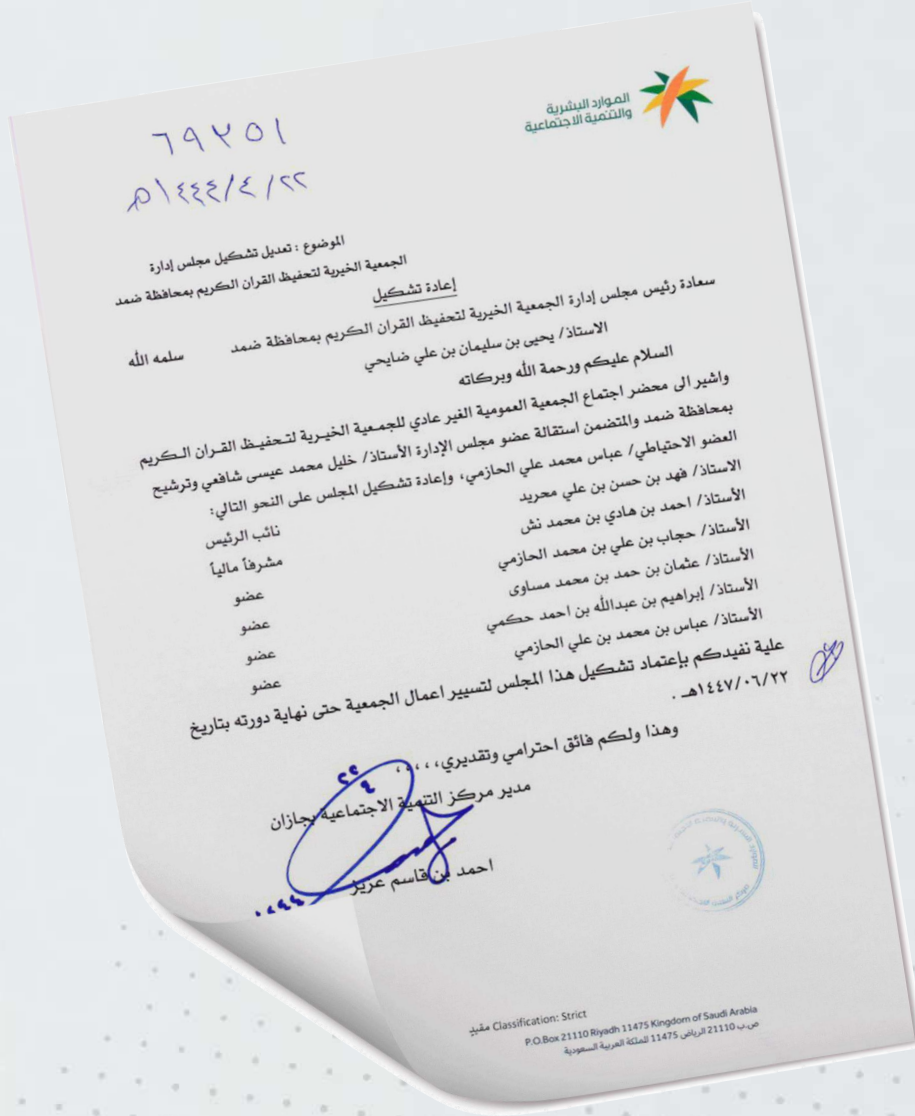 الموارد البشرية
والتنمية الاجتماعية
٦٩٢٥١
٢٢/٤/١٤٤٤هـ
الموضوع : تعديل تشكيل مجلس إدارة
الجمعية الخيرية لتحفيظ القران الكريم بمحافظة ضمد
إعادة تشكيل
سعادة رئيس مجلس إدارة الجمعية الخيرية لتحفيظ القران الكريم بمحافظة ضمد سلمه الله
الاستاذ/ يحيى بن سليمان بن علي ضايحي
السلام عليكم ورحمة الله وبركاته
واشير الى محضر اجتماع الجمعية العمومية الغير عادي للجمعية الخيرية لتحفيظ القران الكريم
بمحافظة ضمد والمتضمن استقالة عضو مجلس الإدارة الأستاذ/ خليل محمد عيسى شافعي وترشيح
العضو الاحتياطي/ عباس محمد علي الحازمي، وإعادة تشكيل المجلس على النحو التالي:
الاستاذ/ فهد بن حسن بن علي محريد نائب الرئيس
الأستاذ/ احمد بن هادي بن محمد نش مشرفاً مالياً
الأستاذ/ حجاب بن علي بن محمد الحازمي عضو
الأستاذ/ عثمان بن حمد بن محمد مساوى عضو
الأستاذ/ إبراهيم بن عبدالله بن احمد حكمي عضو
الأستاذ/ عباس بن محمد بن علي الحازمي عضو
علية نفيدكم بإعتماد تشكيل هذا المجلس لتسيير اعمال الجمعية حتى نهاية دورته بتاريخ
١٤٤٧/٠٦/٢٢هـ .
وهذا ولكم فائق احترامي وتقديري،،،،،
مدير مركز التنمية الاجتماعية بجازان
٢٢
٤
احمد بن قاسم عرير
مقيد Classification: Strict
P.O.Box 21110 Riyadh 11475 Kingdom of Saudi Arabia
ص.ب 21110 الرياض 11475 المملكة العربية السعودية